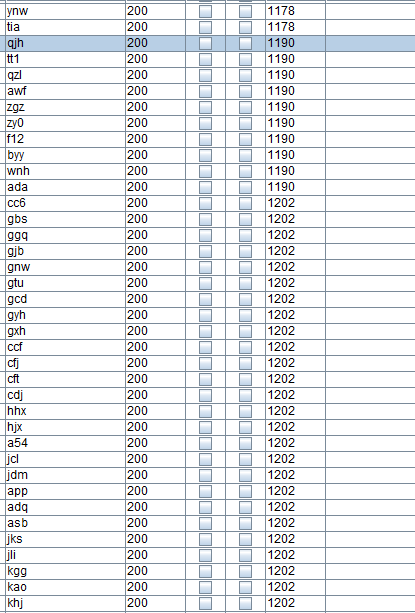 ynw 200 1178
tia 200 1178
qjh 200 1190
tt1 200 1190
qzl 200 1190
awf 200 1190
zgz 200 1190
zy0 200 1190
f12 200 1190
byy 200 1190
wnh 200 1190
ada 200 1190
cc6 200 1202
gbs 200 1202
ggq 200 1202
gjb 200 1202
gnw 200 1202
gtu 200 1202
gcd 200 1202
gyh 200 1202
gxh 200 1202
ccf 200 1202
cfj 200 1202
cft 200 1202
cdj 200 1202
hhx 200 1202
hjx 200 1202
a54 200 1202
jcl 200 1202
jdm 200 1202
app 200 1202
adq 200 1202
asb 200 1202
jks 200 1202
jli 200 1202
kgg 200 1202
kao 200 1202
khj 200 1202